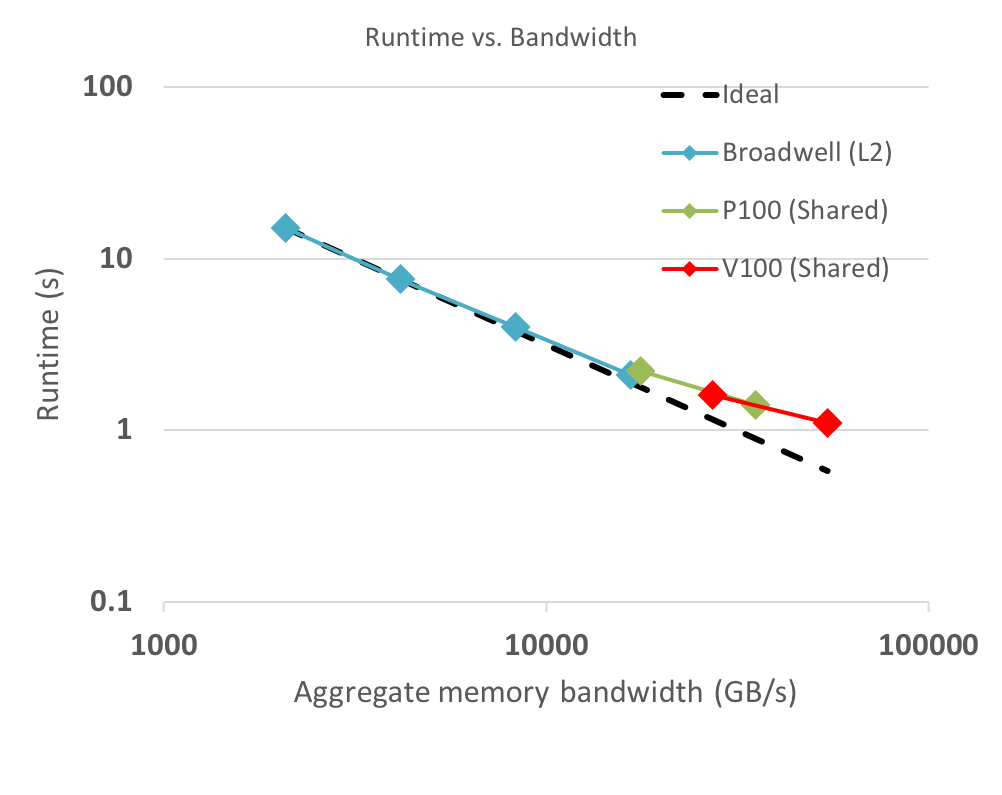 Runtime vs. Bandwidth
100
10
1
0.1
Runtime (s)
Ideal
Broadwell (L2)
P100 (Shared)
V100 (Shared)
1000
10000
100000
Aggregate memory bandwidth (GB/s)